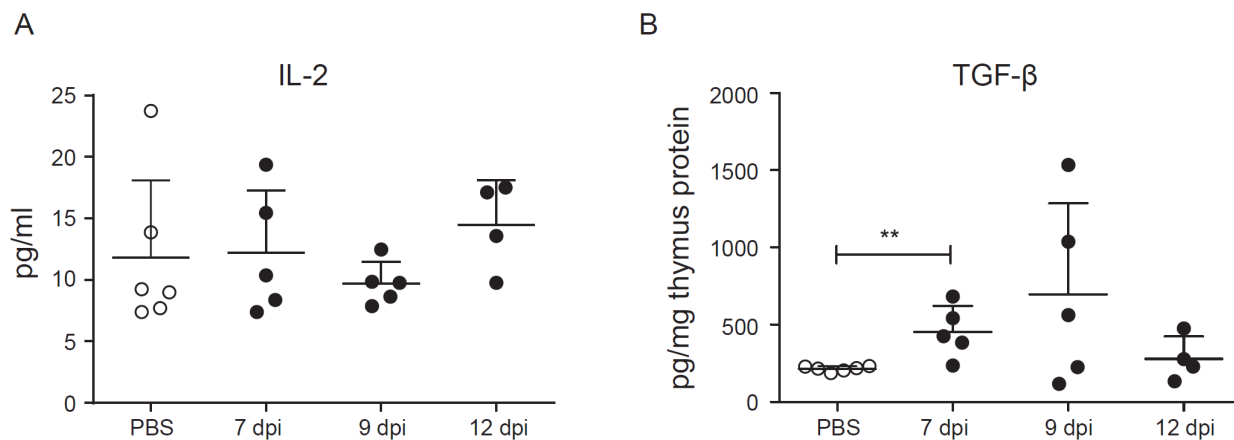 A
IL-2
pg/ml
25
20
15
10
5
0
PBS 7 dpi 9 dpi 12 dpi
B
TGF-β
pg/mg thymus protein
2000
1500
1000
500
0
**
PBS 7 dpi 9 dpi 12 dpi